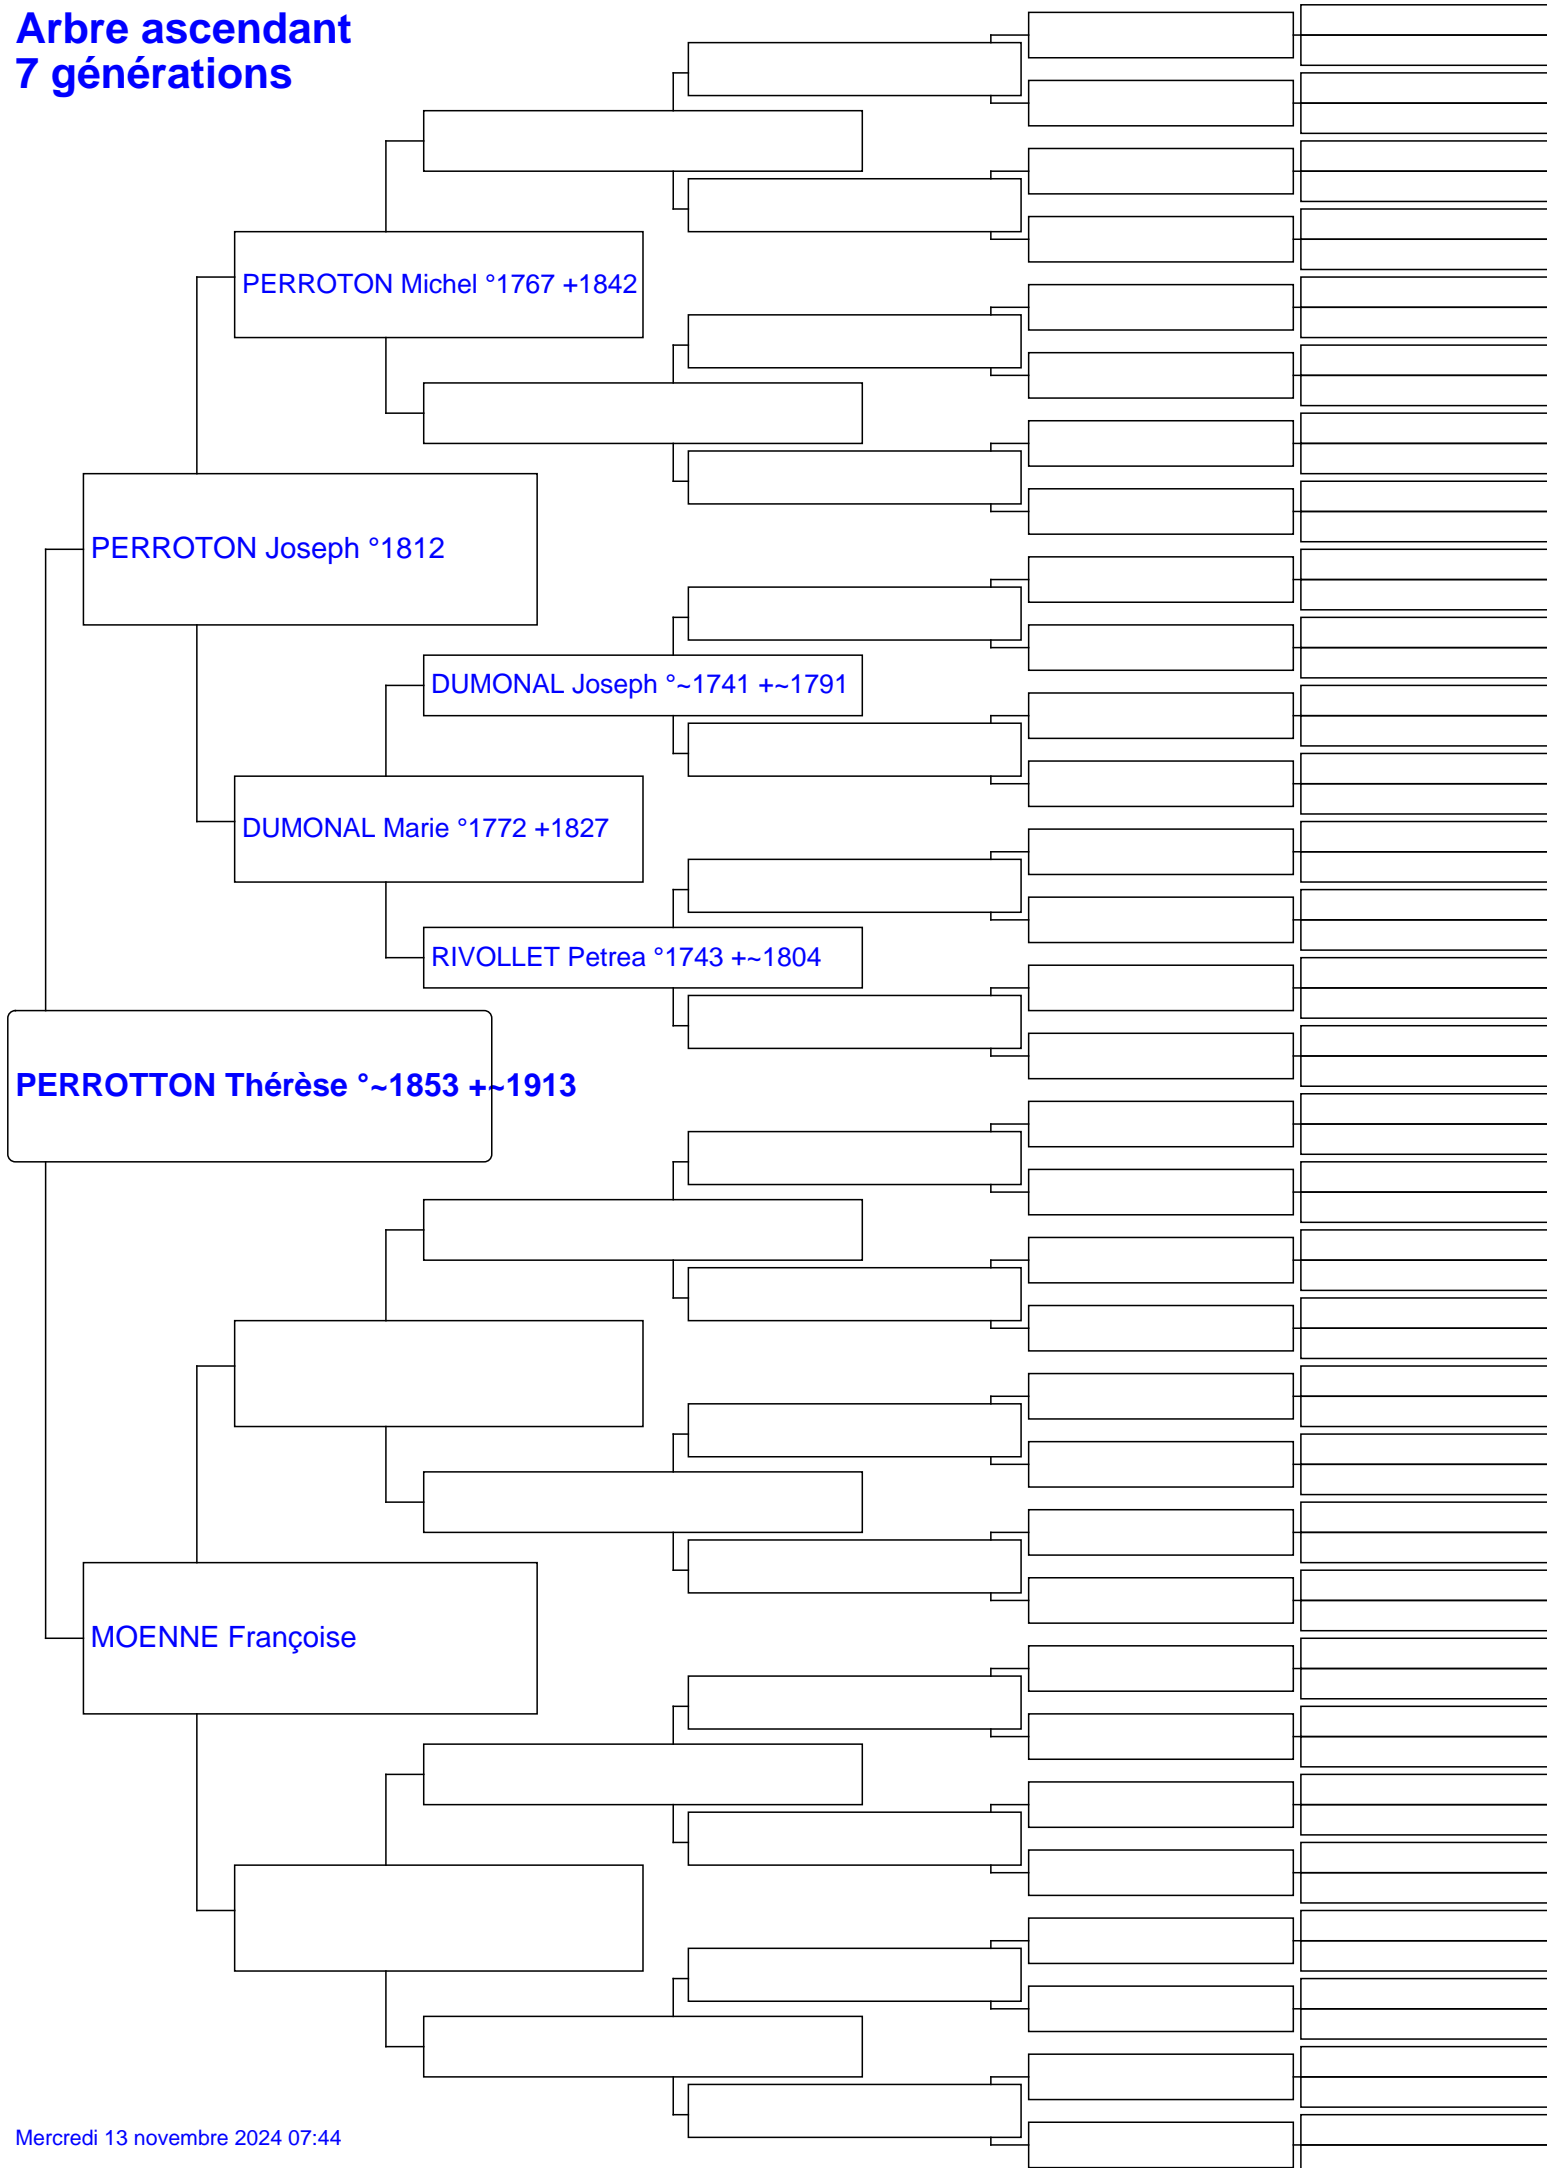 Arbre ascendant
7 générations
PERROTON Michel °1767 +1842
PERROTON Joseph °1812
DUMONAL Joseph °~1741 +~1791
DUMONAL Marie °1772 +1827
RIVOLLET Petrea °1743 +~1804
PERROTTON Thérèse °~1853 +~1913
MOENNE Françoise
Mercredi 13 novembre 2024 07:44